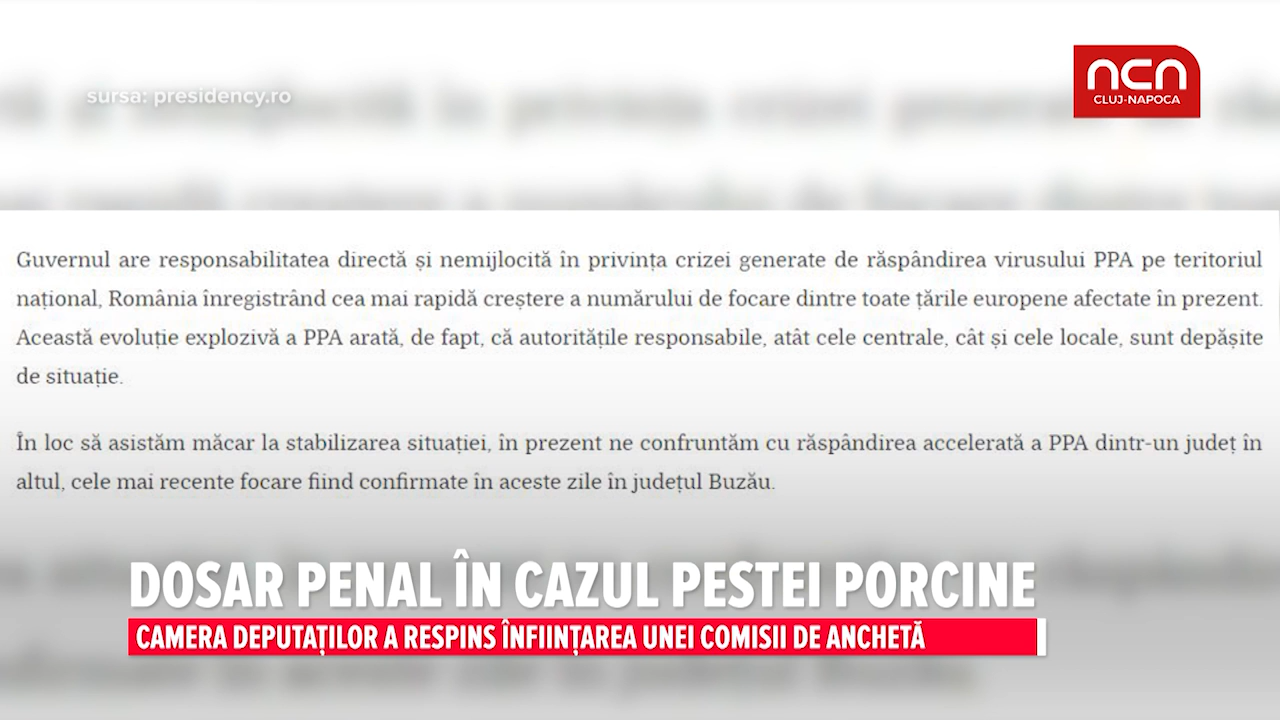 sursa: presidency.ro
ncn
CLUJ-NAPOCA
Guvernul are responsabilitatea directă și nemijlocită în privința crizei generate de răspândirea virusului PPA pe teritoriul
național, România înregistrând cea mai rapidă creștere a numărului de focare dintre toate țările europene afectate în prezent.
Această evoluție explozivă a PPA arată, de fapt, că autoritățile responsabile, atât cele centrale, cât și cele locale, sunt depășite
de situație.
În loc să asistăm măcar la stabilizarea situației, în prezent ne confruntăm cu răspândirea accelerată a PPA dintr-un județ în
altul, cele mai recente focare fiind confirmate în aceste zile în județul Buzău.
DOSAR PENAL ÎN CAZUL PESTEI PORCINE
CAMERA DEPUTAȚILOR A RESPINS ÎNFIINȚAREA UNEI COMISII DE ANCHETĂ